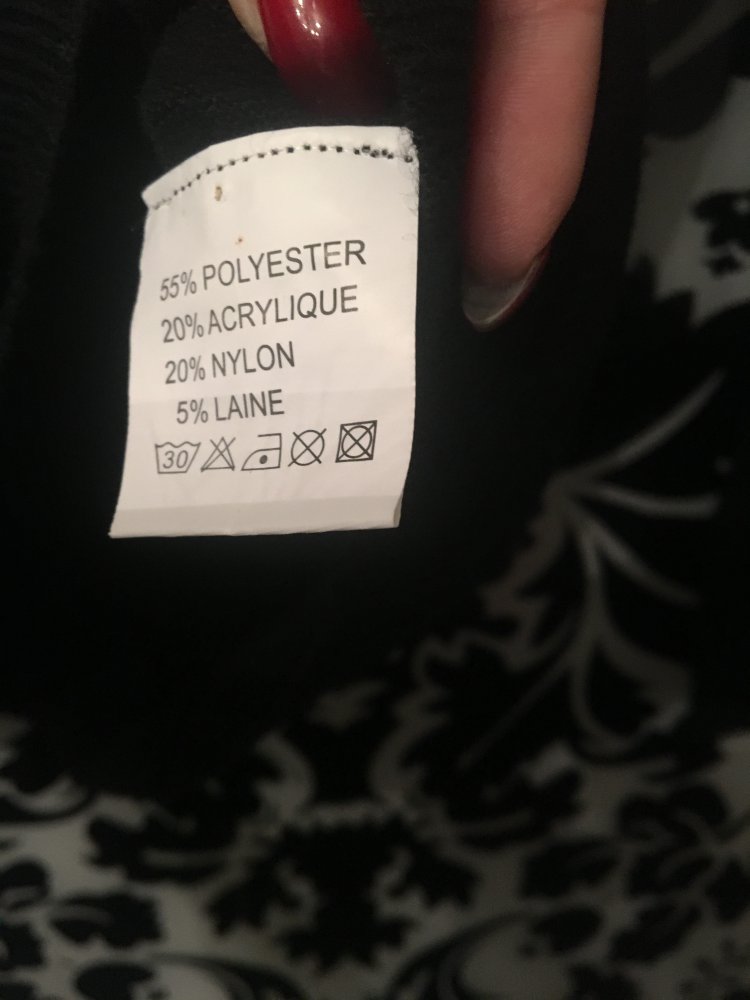 55% POLYESTER
20% ACRYLIQUE
20% NYLON
5% LAINE
30